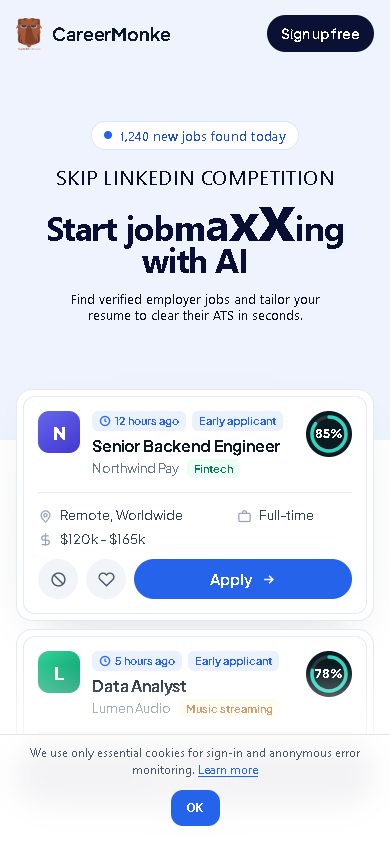 CareerMonke
Sign up free
1,240 new jobs found today
SKIP LINKEDIN COMPETITION
Start jobmaxXing
with AI
Find verified employer jobs and tailor your
resume to clear their ATS in seconds.
N
12 hours ago
Early applicant
85%
Senior Backend Engineer
Northwind Pay
Fintech
Remote, Worldwide
Full-time
$120k - $165k
Apply →
L
5 hours ago
Early applicant
78%
Data Analyst
Lumen Audio
Music streaming
We use only essential cookies for sign-in and anonymous error
monitoring. Learn more
OK